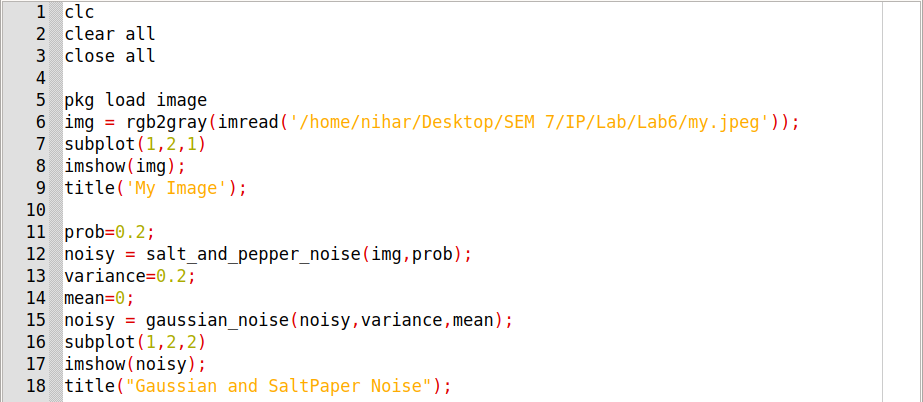 1 clc
2 clear all
3 close all
4
5 pkg load image
6 img = rgb2gray(imread('/home/nihar/Desktop/SEM 7/IP/Lab/Lab6/my.jpeg'));
7 subplot(1,2,1)
8 imshow(img);
9 title('My Image');
10
11 prob=0.2;
12 noisy = salt_and_pepper_noise(img,prob);
13 variance=0.2;
14 mean=0;
15 noisy = gaussian_noise(noisy,variance,mean);
16 subplot(1,2,2)
17 imshow(noisy);
18 title("Gaussian and SaltPaper Noise");